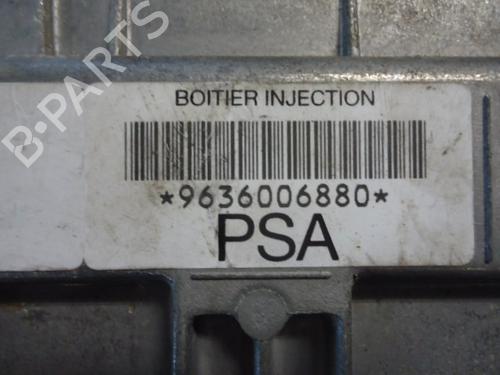 B-PARTS
BOITIER INJECTION
*9636006880*
PSA